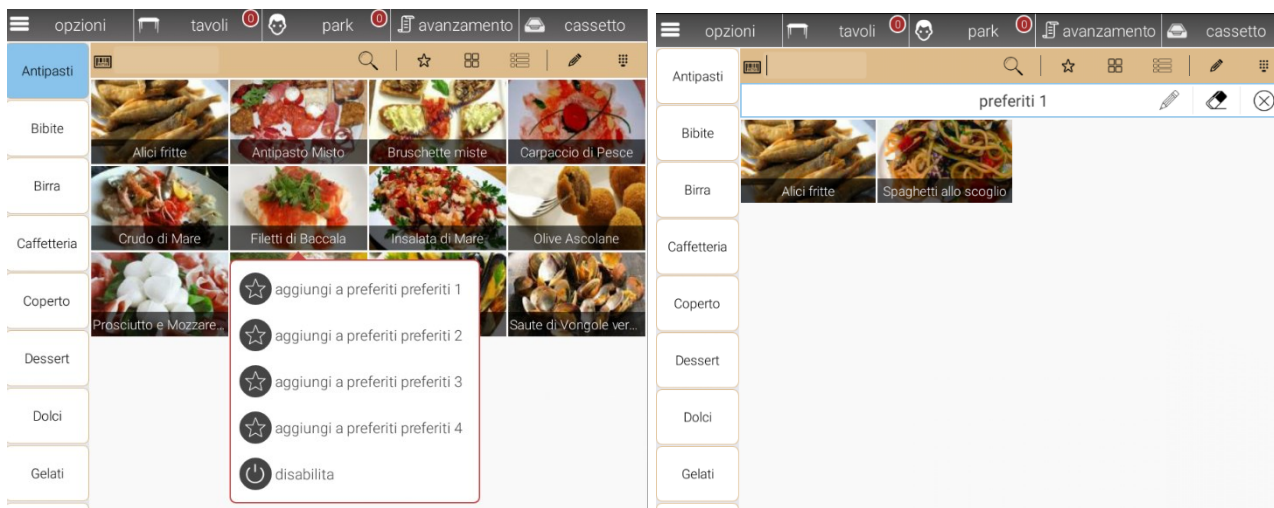 opzioni tavoli 0 park 0 avanzamento cassetto
Antipasti
Bibite
Birra
Caffetteria
Coperto
Dessert
Dolci
Gelati
Alici fritte Antipasto Misto Bruschette miste Carpaccio di Pesce
Crudo di Mare Filetti di Baccala Insalata di Mare Olive Ascolane
Prosciutto e Mozzare... Saute di Vongole ver...
aggiungi a preferiti preferiti 1
aggiungi a preferiti preferiti 2
aggiungi a preferiti preferiti 3
aggiungi a preferiti preferiti 4
disabilita
opzioni tavoli 0 park 0 avanzamento cassetto
Antipasti
Bibite
Birra
Caffetteria
Coperto
Dessert
Dolci
Gelati
preferiti 1
Alici fritte Spaghetti allo scoglio